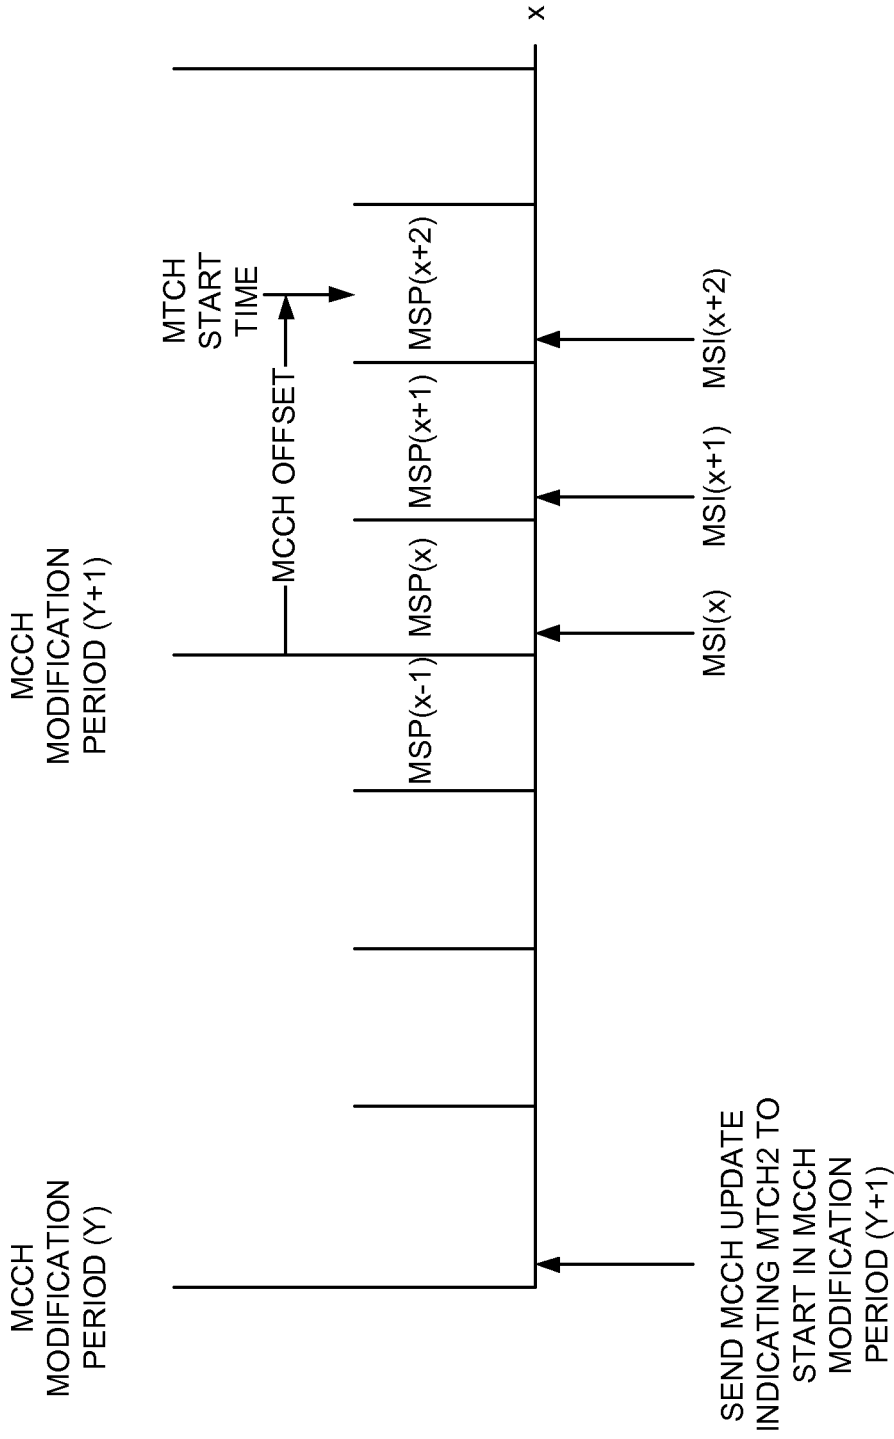 MCCH
MODIFICATION
PERIOD (Y)
MCCH
MODIFICATION
PERIOD (Y+1)
MTCH
START
TIME
MCCH OFFSET
MSP(x-1)
MSP(x)
MSP(x+1)
MSP(x+2)
x
MSI(x)
MSI(x+1)
MSI(x+2)
SEND MCCH UPDATE
INDICATING MTCH2 TO
START IN MCCH
MODIFICATION
PERIOD (Y+1)